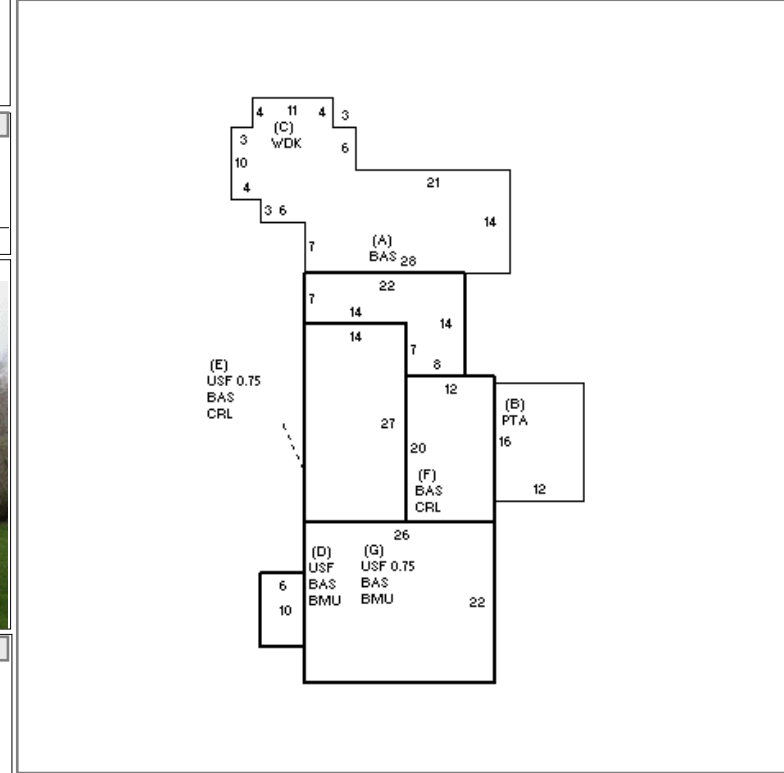 4 11 4 3
(C)
3 WDK
6
10
21
4
3 6
14
(A)
7
BAS 28
22
7
14
14
14
7
(E)
8
USF 0.75
12
BAS
(B)
CRL
PTA
27
16
20
(F)
12
BAS
CRL
26
(D) (G)
USF USF 0.75
6 BAS BAS
BMU BMU
10 22